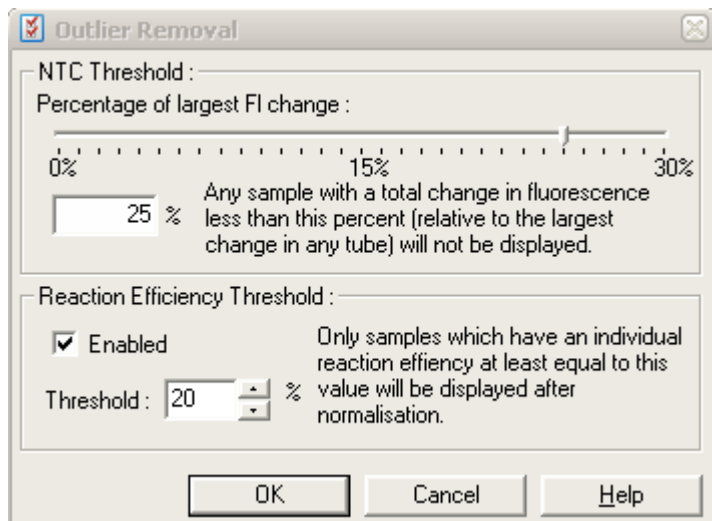 Outlier Removal
NTC Threshold :
Percentage of largest Fl change :
0% 15% 30%
25 % Any sample with a total change in fluorescence
less than this percent (relative to the largest
change in any tube) will not be displayed.
Reaction Efficiency Threshold :
Enabled
Only samples which have an individual
reaction effiency at least equal to this
Threshold : 20 % value will be displayed after
normalisation.
OK Cancel Help